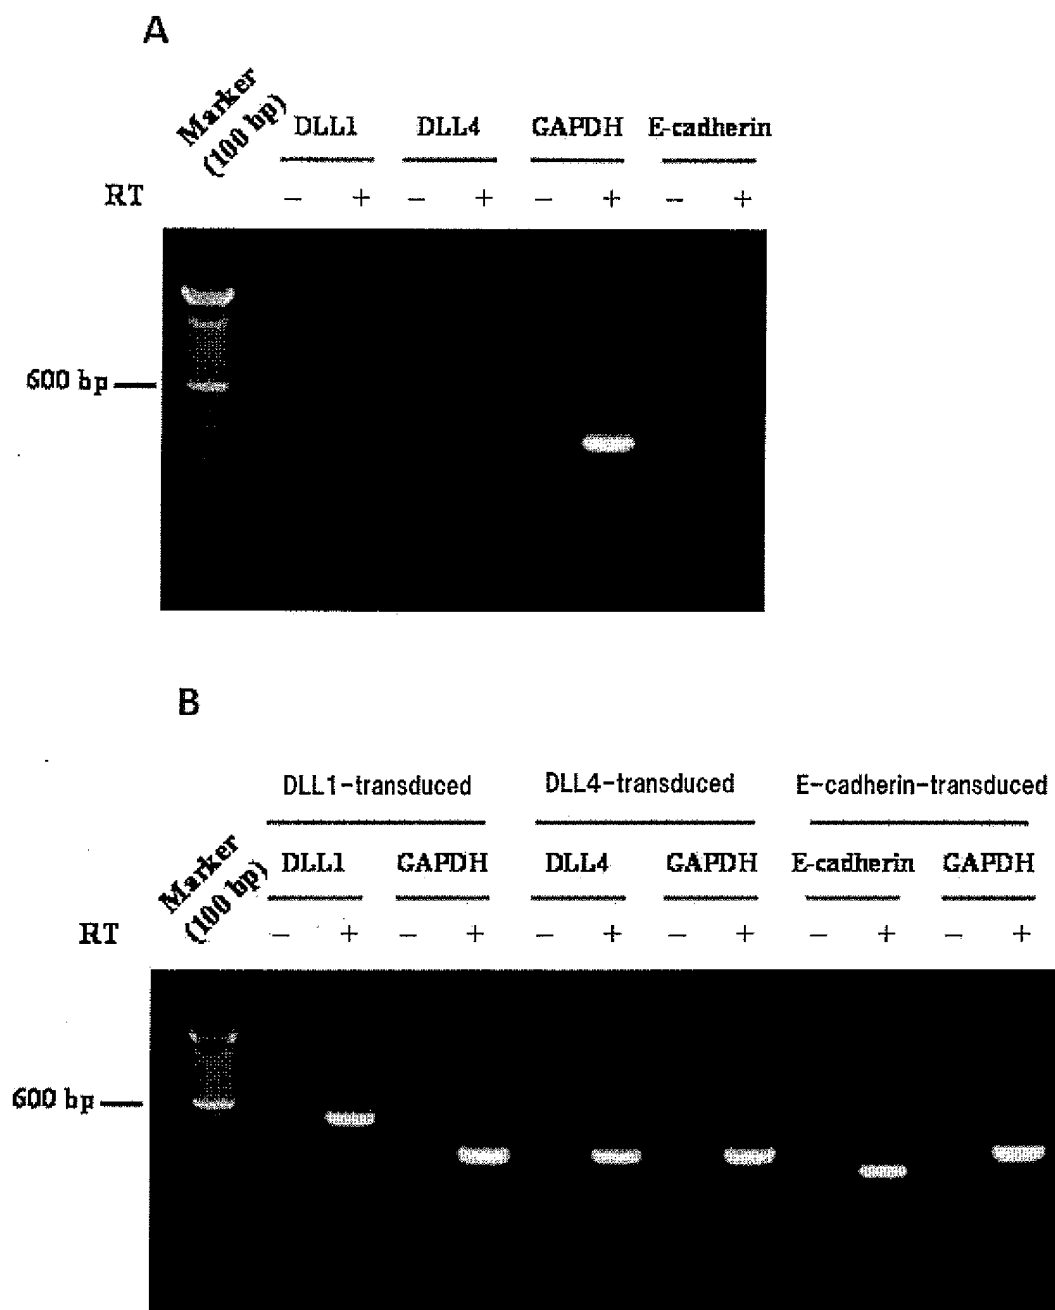 A
Marker
(100 bp)
DLL1 DLL4 GAPDH E-cadherin
RT − + − + − + − +
600 bp
B
DLL1-transduced DLL4-transduced E-cadherin-transduced
Marker
(100 bp)
DLL1 GAPDH DLL4 GAPDH E-cadherin GAPDH
RT − + − + − + − + − + − +
600 bp